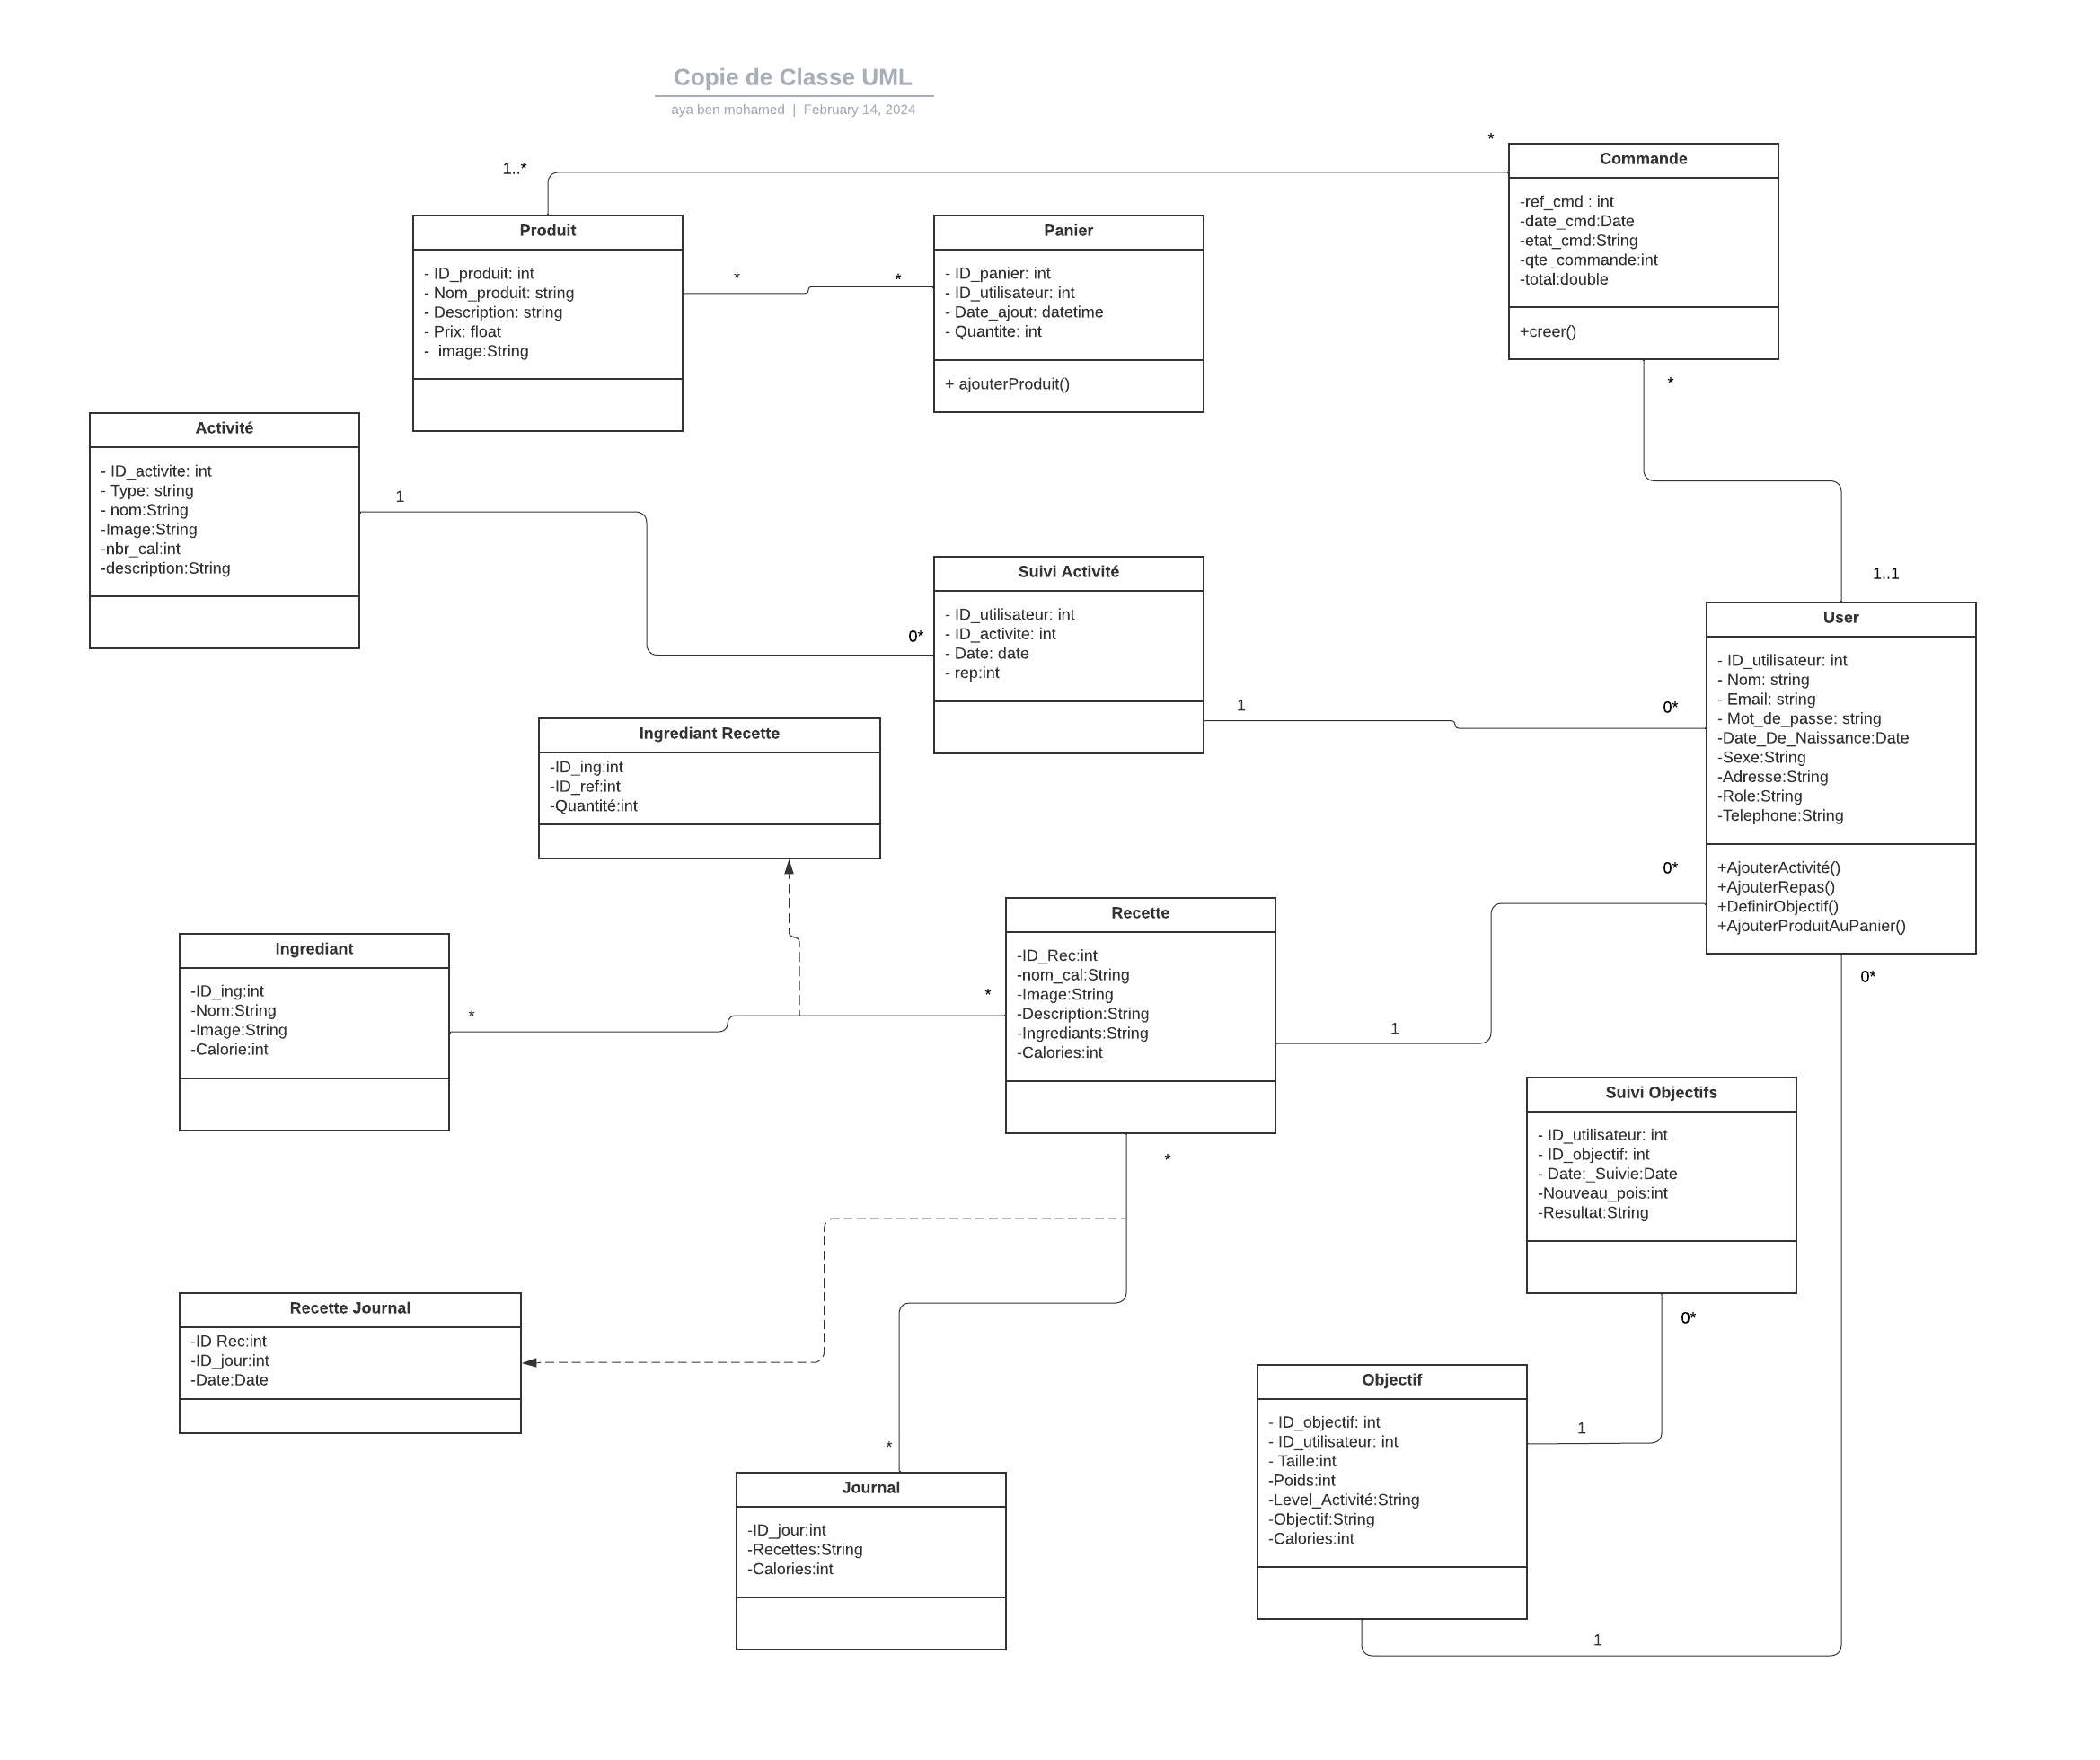 Copie de Classe UML
aya ben mohamed | February 14, 2024
*
1..*
Commande
-ref_cmd : int
-date_cmd:Date
-etat_cmd:String
-qte_commande:int
-total:double
+creer()
*
1..1
Produit
- ID_produit: int
- Nom_produit: string
- Description: string
- Prix: float
- image:String
*
*
Panier
- ID_panier: int
- ID_utilisateur: int
- Date_ajout: datetime
- Quantite: int
+ ajouterProduit()
Activité
- ID_activite: int
- Type: string
- nom:String
-Image:String
-nbr_cal:int
-description:String
1
0*
Suivi Activité
- ID_utilisateur: int
- ID_activite: int
- Date: date
- rep:int
1
0*
User
- ID_utilisateur: int
- Nom: string
- Email: string
- Mot_de_passe: string
-Date_De_Naissance:Date
-Sexe:String
-Adresse:String
-Role:String
-Telephone:String
+AjouterActivité()
+AjouterRepas()
+DefinirObjectif()
+AjouterProduitAuPanier()
0*
0*
Ingrediant Recette
-ID_ing:int
-ID_ref:int
-Quantité:int
Ingrediant
-ID_ing:int
-Nom:String
-Image:String
-Calorie:int
*
*
Recette
-ID_Rec:int
-nom_cal:String
-Image:String
-Description:String
-Ingrediants:String
-Calories:int
1
*
Suivi Objectifs
- ID_utilisateur: int
- ID_objectif: int
- Date:_Suivie:Date
-Nouveau_pois:int
-Resultat:String
0*
Recette Journal
-ID Rec:int
-ID_jour:int
-Date:Date
Objectif
- ID_objectif: int
- ID_utilisateur: int
- Taille:int
-Poids:int
-Level_Activité:String
-Objectif:String
-Calories:int
1
1
*
Journal
-ID_jour:int
-Recettes:String
-Calories:int